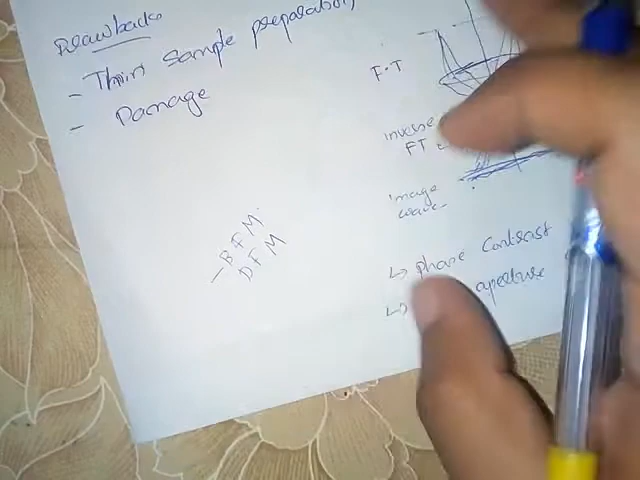 Drawbacks
- Thin Sample preparation
- Damage
F.T
inverse
FT
image
wave
↳ phase Contrast
↳ aperture
- BFM
DFM